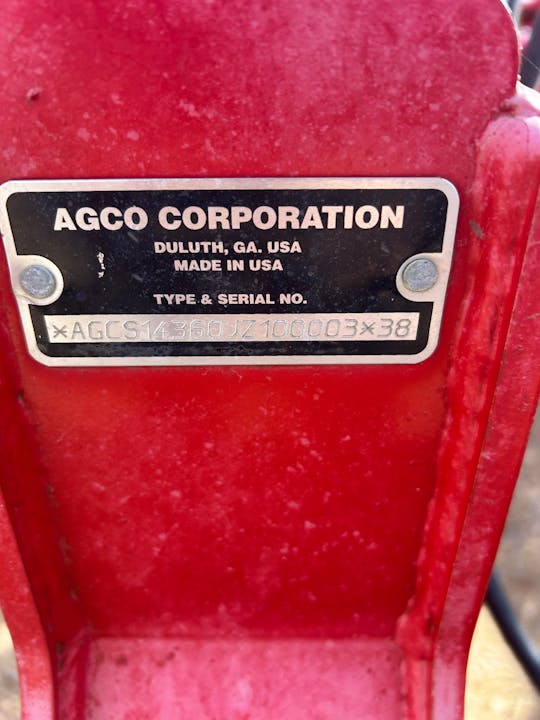 AGCO CORPORATION
DULUTH, GA. USA
MADE IN USA
TYPE & SERIAL NO.
*AGCS14360JZ100003*38